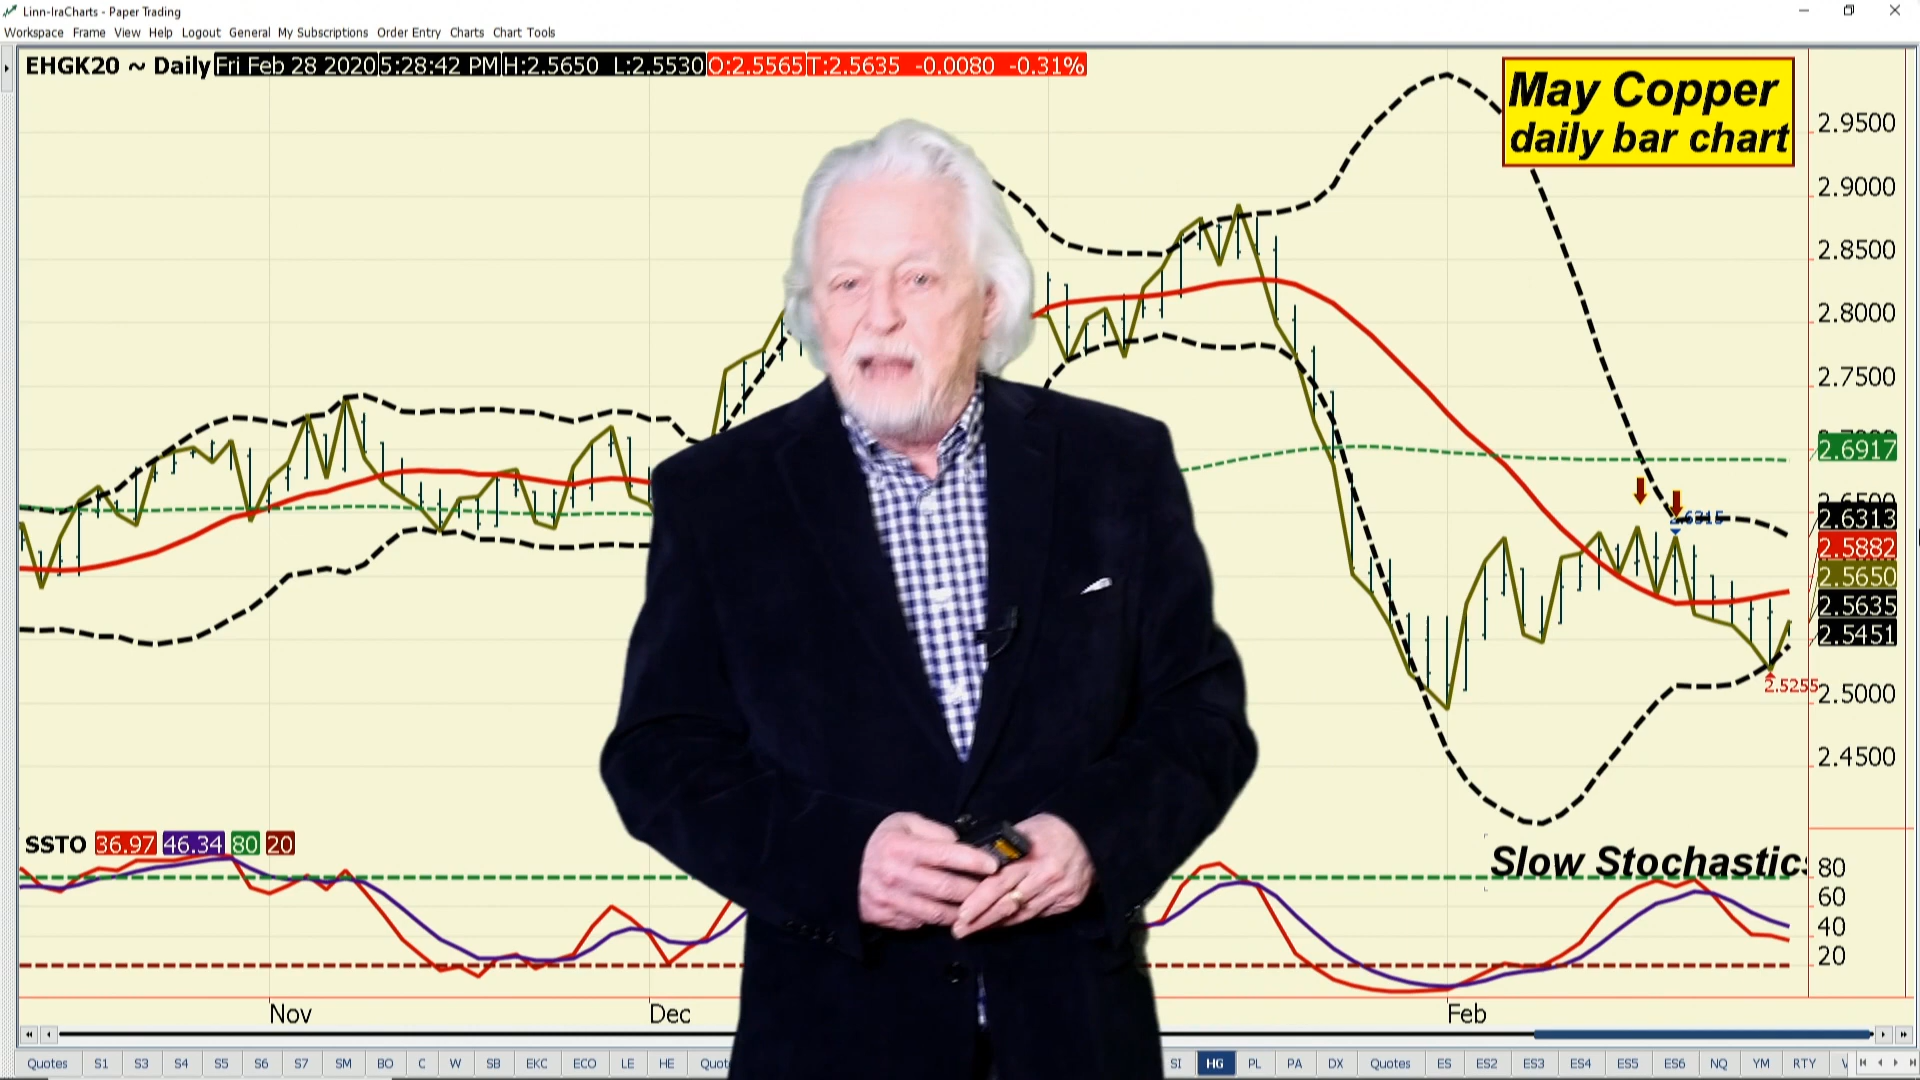 Linn-IraCharts - Paper Trading
Workspace Frame View Help Logout General My Subscriptions Order Entry Charts Chart Tools
EHGK20 ~ Daily Fri Feb 28 2020 5:28:42 PM H:2.5650 L:2.5530 O:2.5565 T:2.5635 -0.0080 -0.31%
May Copper
daily bar chart
2.9500
2.9000
2.8500
2.8000
2.7500
2.6917
2.6500
2.6313
2.6315
2.5882
2.5650
2.5635
2.5451
2.5255
2.5000
2.4500
SSTO 36.97 46.34 80 20
Slow Stochastics
80
60
40
20
Nov Dec Feb
Quotes S1 S3 S4 S5 S6 S7 SM BO C W SB EKC ECO LE HE Quot SI HG PL PA DX Quotes ES ES2 ES3 ES4 ES5 ES6 NQ YM RTY